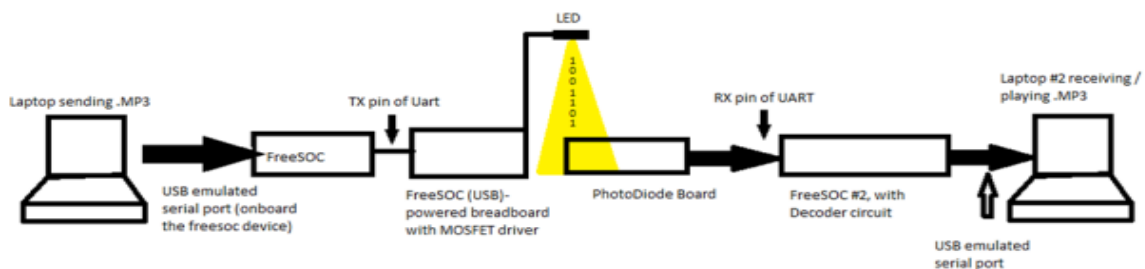 LED
1
0
0
1
1
0
1
Laptop sending .MP3
TX pin of Uart
RX pin of UART
Laptop #2 receiving /
playing .MP3
FreeSOC
USB emulated
serial port (onboard
the freesoc device)
FreeSOC (USB)-
powered breadboard
with MOSFET driver
PhotoDiode Board
FreeSOC #2, with
Decoder circuit
USB emulated
serial port